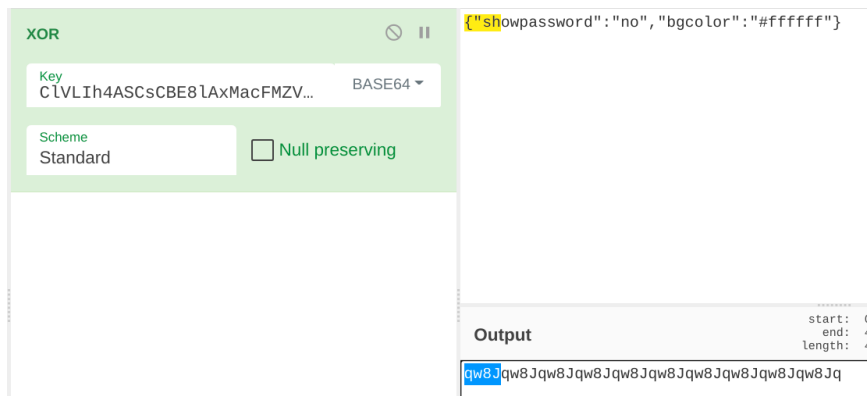 XOR
Key
ClVLIh4ASCsCBE8lAxMacFMZV…
BASE64
Scheme
Standard
Null preserving
{"showpassword":"no","bgcolor":"#ffffff"}
Output
start:
end:
length:
qw8Jqw8Jqw8Jqw8Jqw8Jqw8Jqw8Jqw8Jqw8Jqw8Jq